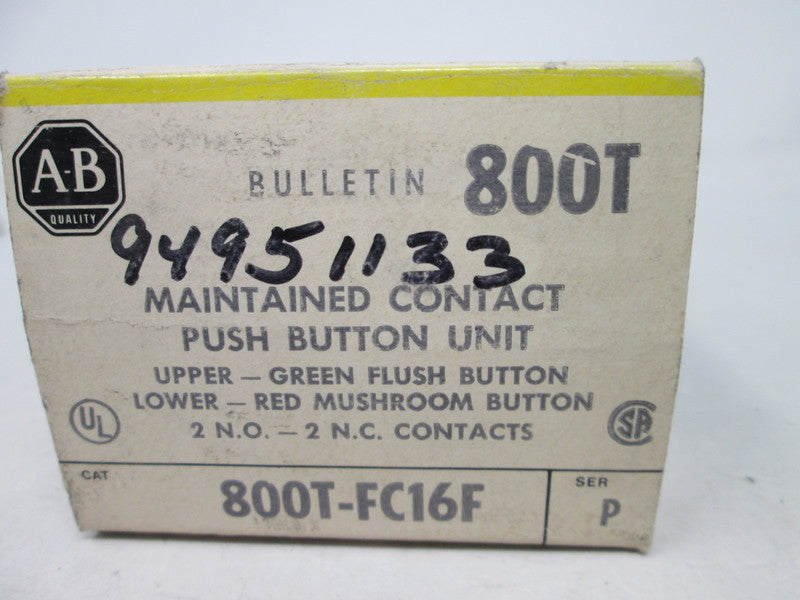 A-B
QUALITY
BULLETIN 800T
94951133
MAINTAINED CONTACT
PUSH BUTTON UNIT
UPPER — GREEN FLUSH BUTTON
LOWER — RED MUSHROOM BUTTON
2 N.O. — 2 N.C. CONTACTS
UL
SA
CAT
800T-FC16F
SER
P